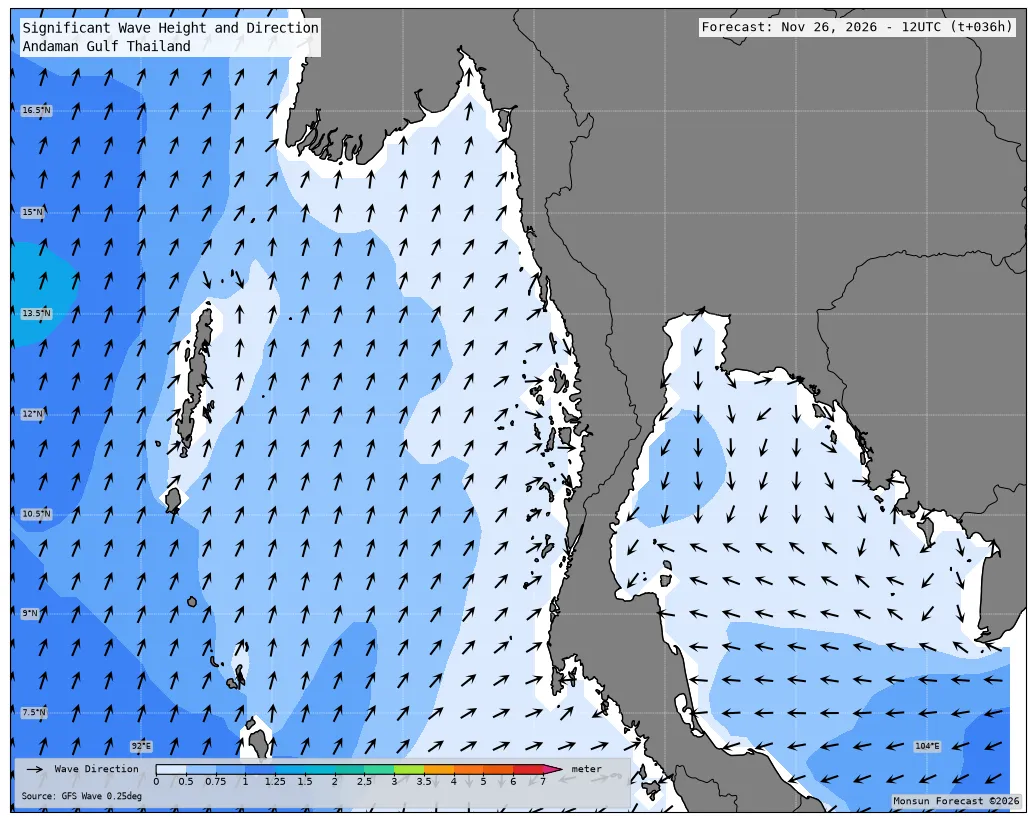 Significant Wave Height and Direction
Andaman Gulf Thailand
Forecast: Nov 26, 2026 - 12UTC (t+036h)
16.5°N
15°N
13.5°N
12°N
10.5°N
9°N
7.5°N
92°E
104°E
Wave Direction
0.5 0.75 1 1.25 1.5 2 2.5 3 3.5 4 5 6 7
meter
Source: GFS Wave 0.25deg
Monsun Forecast ©2026